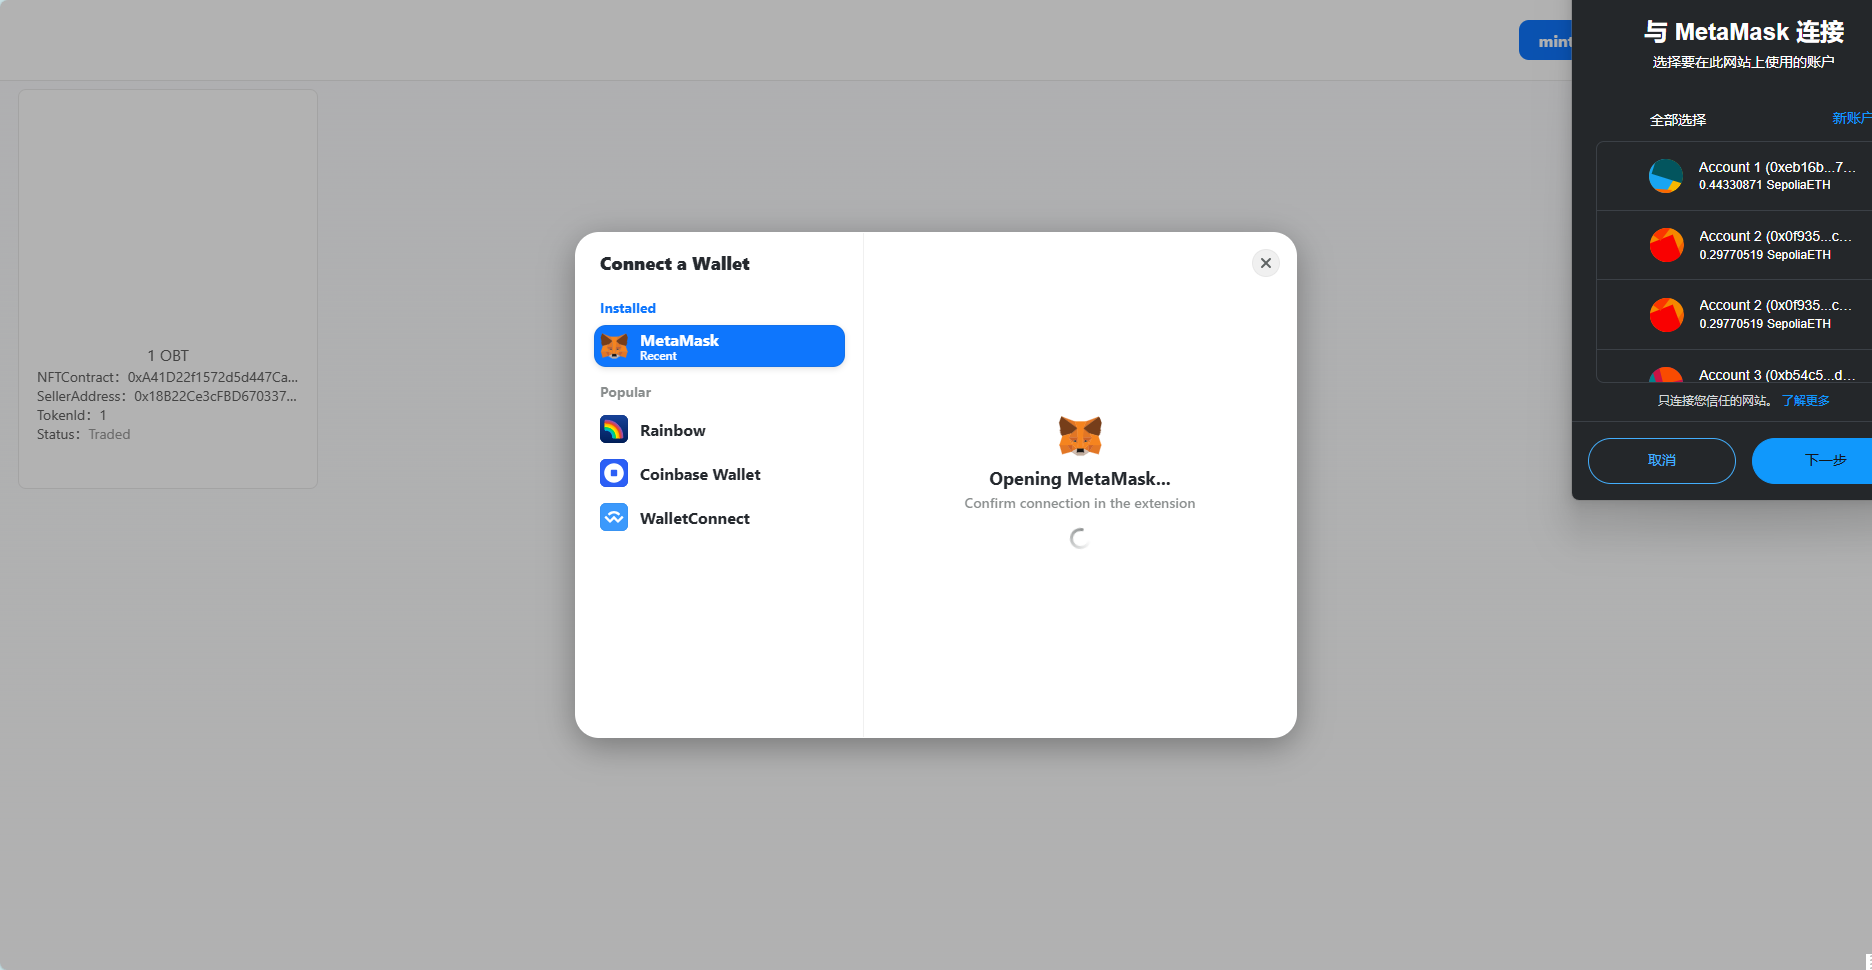 mint
1 OBT
NFTContract：0xA41D22f1572d5d447Ca...
SellerAddress：0x18B22Ce3cFBD670337...
TokenId：1
Status：Traded
Connect a Wallet
Installed
MetaMask
Recent
Popular
Rainbow
Coinbase Wallet
WalletConnect
Opening MetaMask...
Confirm connection in the extension
与 MetaMask 连接
选择要在此网站上使用的账户
全部选择
新账户
Account 1 (0xeb16b...7...
0.44330871 SepoliaETH
Account 2 (0x0f935...c...
0.29770519 SepoliaETH
Account 2 (0x0f935...c...
0.29770519 SepoliaETH
Account 3 (0xb54c5...d...
只连接您信任的网站。 了解更多
取消
下一步